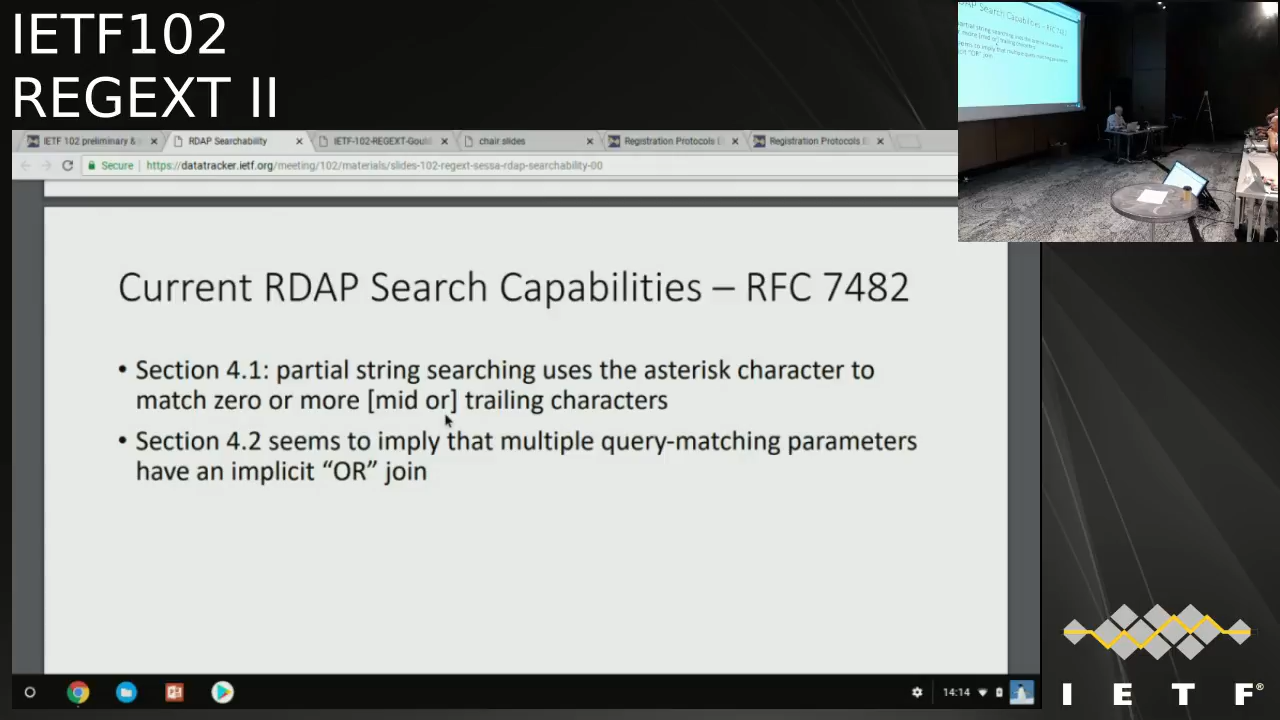 IETF102
REGEXT II
IETF 102 preliminary &
RDAP Searchability
IETF-102-REGEXT-Gould
chair slides
Registration Protocols E
Registration Protocols E
Secure
https://datatracker.ietf.org/meeting/102/materials/slides-102-regext-sessa-rdap-searchability-00
Current RDAP Search Capabilities – RFC 7482
• Section 4.1: partial string searching uses the asterisk character to
match zero or more [mid or] trailing characters
• Section 4.2 seems to imply that multiple query-matching parameters
have an implicit “OR” join
14:14
I E T F®